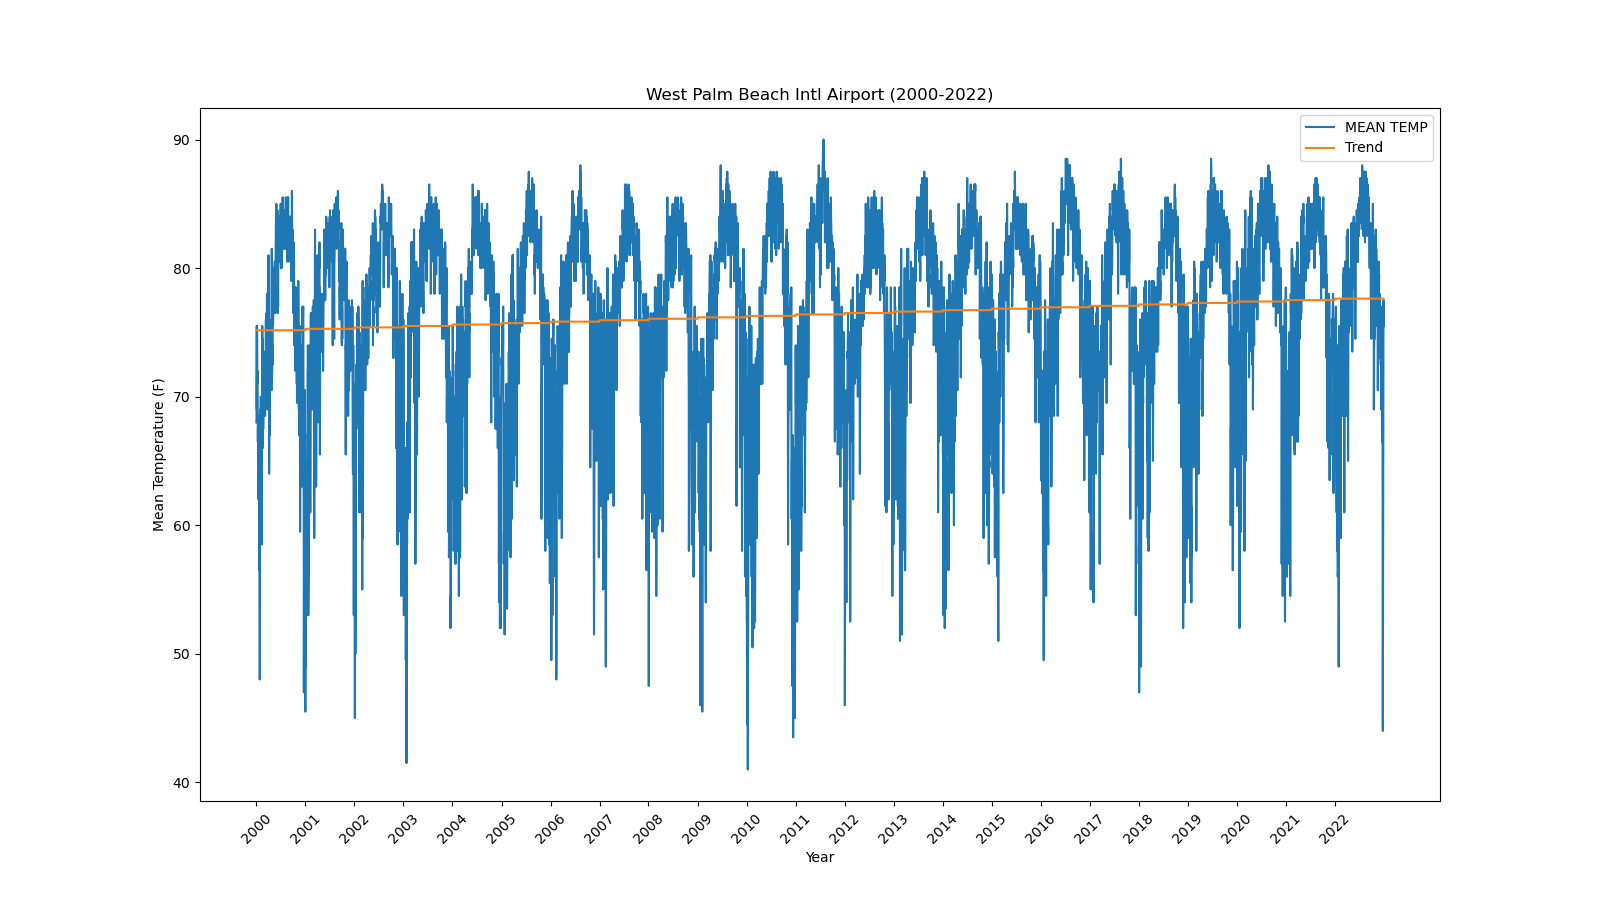 West Palm Beach Intl Airport (2000-2022)
MEAN TEMP
Trend
90
80
70
60
50
40
Mean Temperature (F)
2000 2001 2002 2003 2004 2005 2006 2007 2008 2009 2010 2011 2012 2013 2014 2015 2016 2017 2018 2019 2020 2021 2022
Year